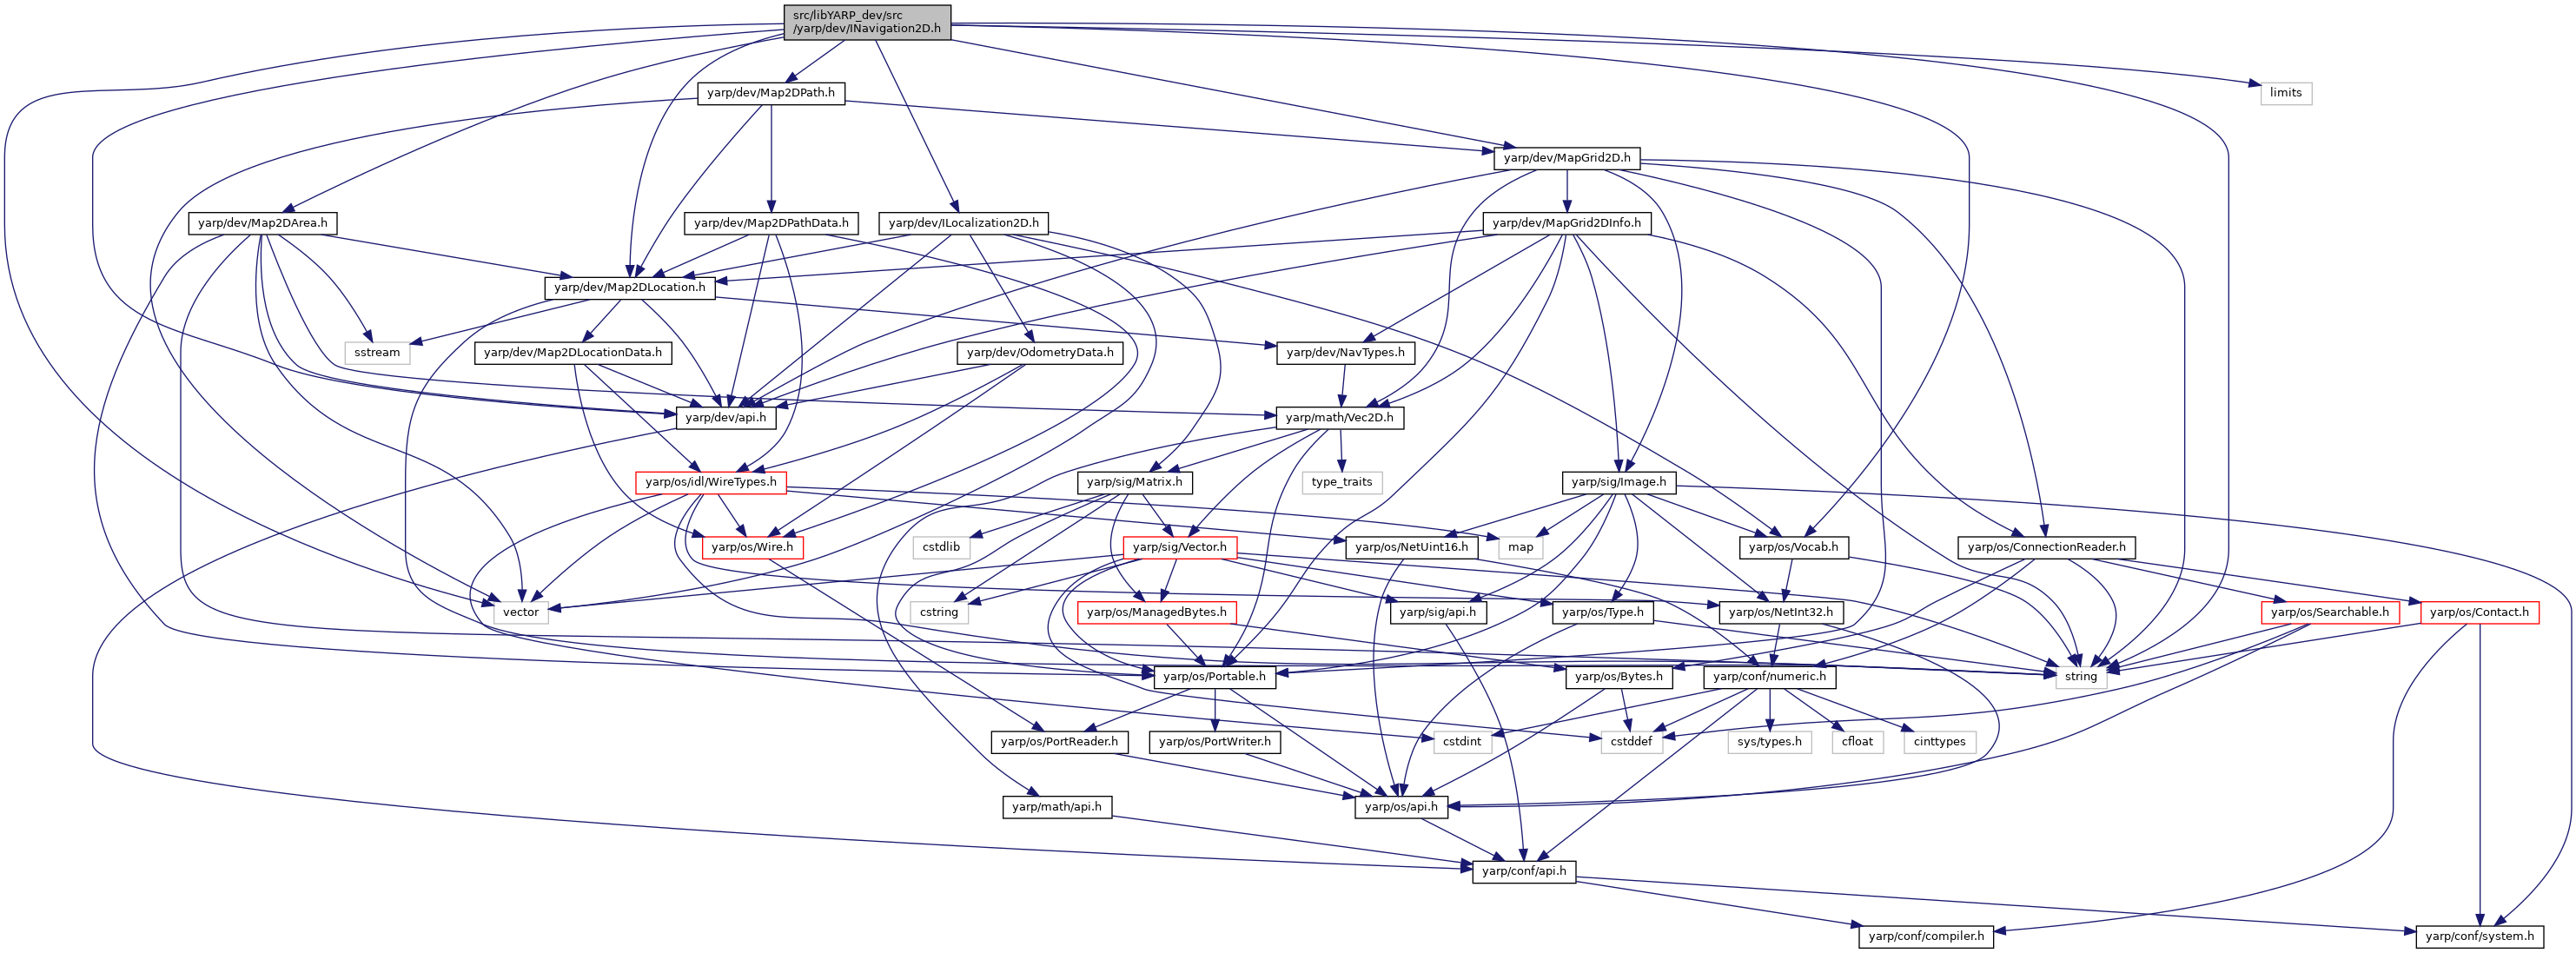 src/libYARP_dev/src
/yarp/dev/INavigation2D.h
yarp/dev/Map2DPath.h
limits
yarp/dev/MapGrid2D.h
yarp/dev/Map2DArea.h
yarp/dev/Map2DPathData.h
yarp/dev/ILocalization2D.h
yarp/dev/MapGrid2DInfo.h
yarp/dev/Map2DLocation.h
sstream
yarp/dev/Map2DLocationData.h
yarp/dev/OdometryData.h
yarp/dev/NavTypes.h
yarp/dev/api.h
yarp/math/Vec2D.h
yarp/os/idl/WireTypes.h
yarp/sig/Matrix.h
type_traits
yarp/sig/Image.h
yarp/os/Wire.h
cstdlib
yarp/sig/Vector.h
yarp/os/NetUint16.h
map
yarp/os/Vocab.h
yarp/os/ConnectionReader.h
vector
cstring
yarp/os/ManagedBytes.h
yarp/sig/api.h
yarp/os/Type.h
yarp/os/NetInt32.h
yarp/os/Searchable.h
yarp/os/Contact.h
yarp/os/Portable.h
yarp/os/Bytes.h
yarp/conf/numeric.h
string
yarp/os/PortReader.h
yarp/os/PortWriter.h
cstdint
cstddef
sys/types.h
cfloat
cinttypes
yarp/math/api.h
yarp/os/api.h
yarp/conf/api.h
yarp/conf/compiler.h
yarp/conf/system.h